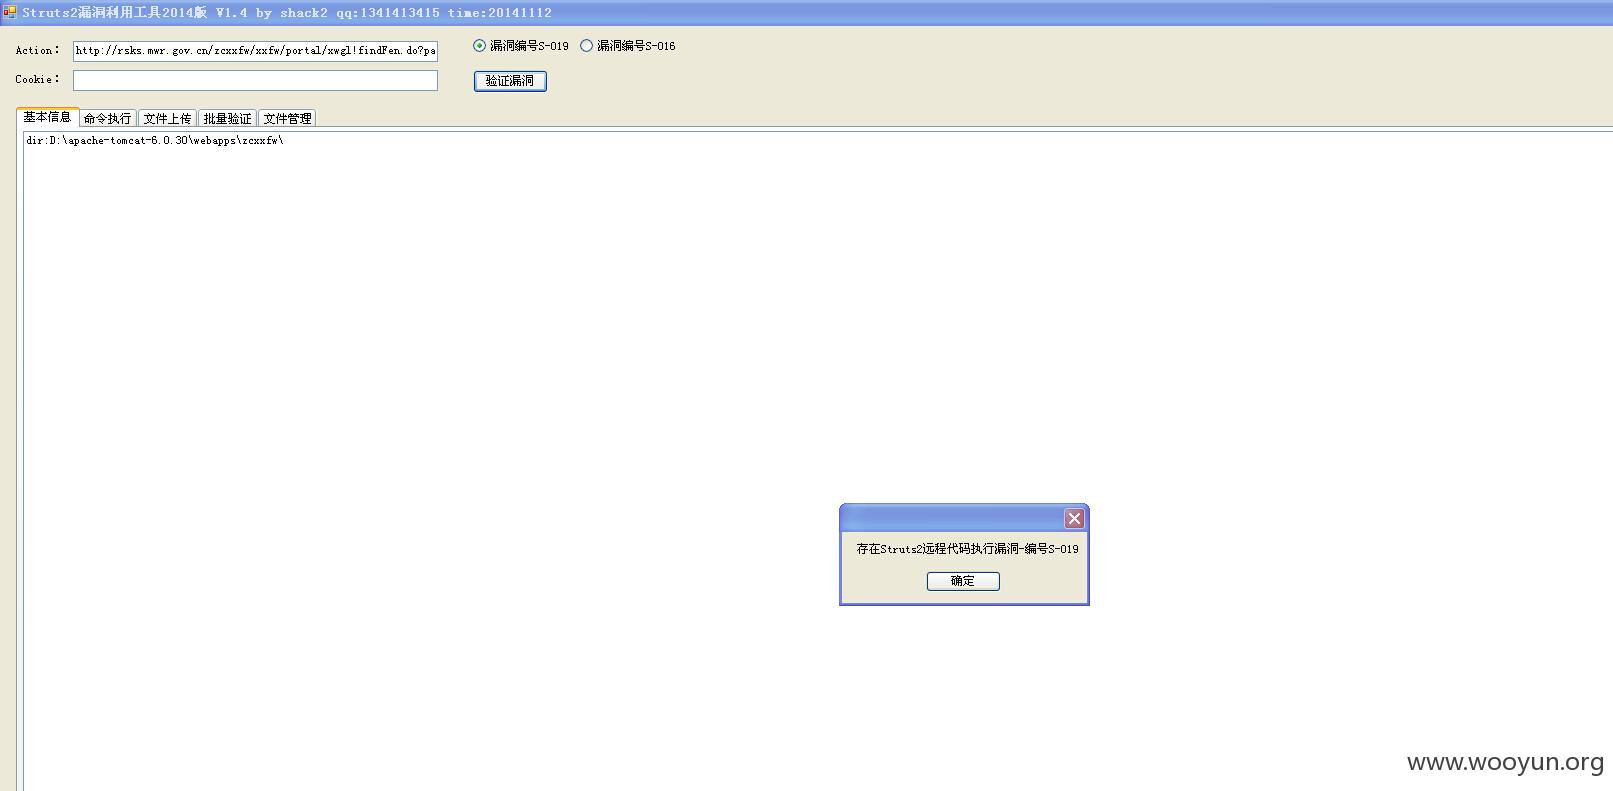 Struts2漏洞利用工具2014版 V1.4 by shack2 qq:1341413415 time:20141112
Action: http://rsks.mwr.gov.cn/zcxxfw/xxfw/portal/xwgl!findFen.do?pa 漏洞编号S-019 漏洞编号S-016
Cookie: 验证漏洞
基本信息 命令执行 文件上传 批量验证 文件管理
dir:D:\apache-tomcat-6.0.30\webapps\zcxxfw\
存在Struts2远程代码执行漏洞-编号S-019
确定
www.wooyun.org